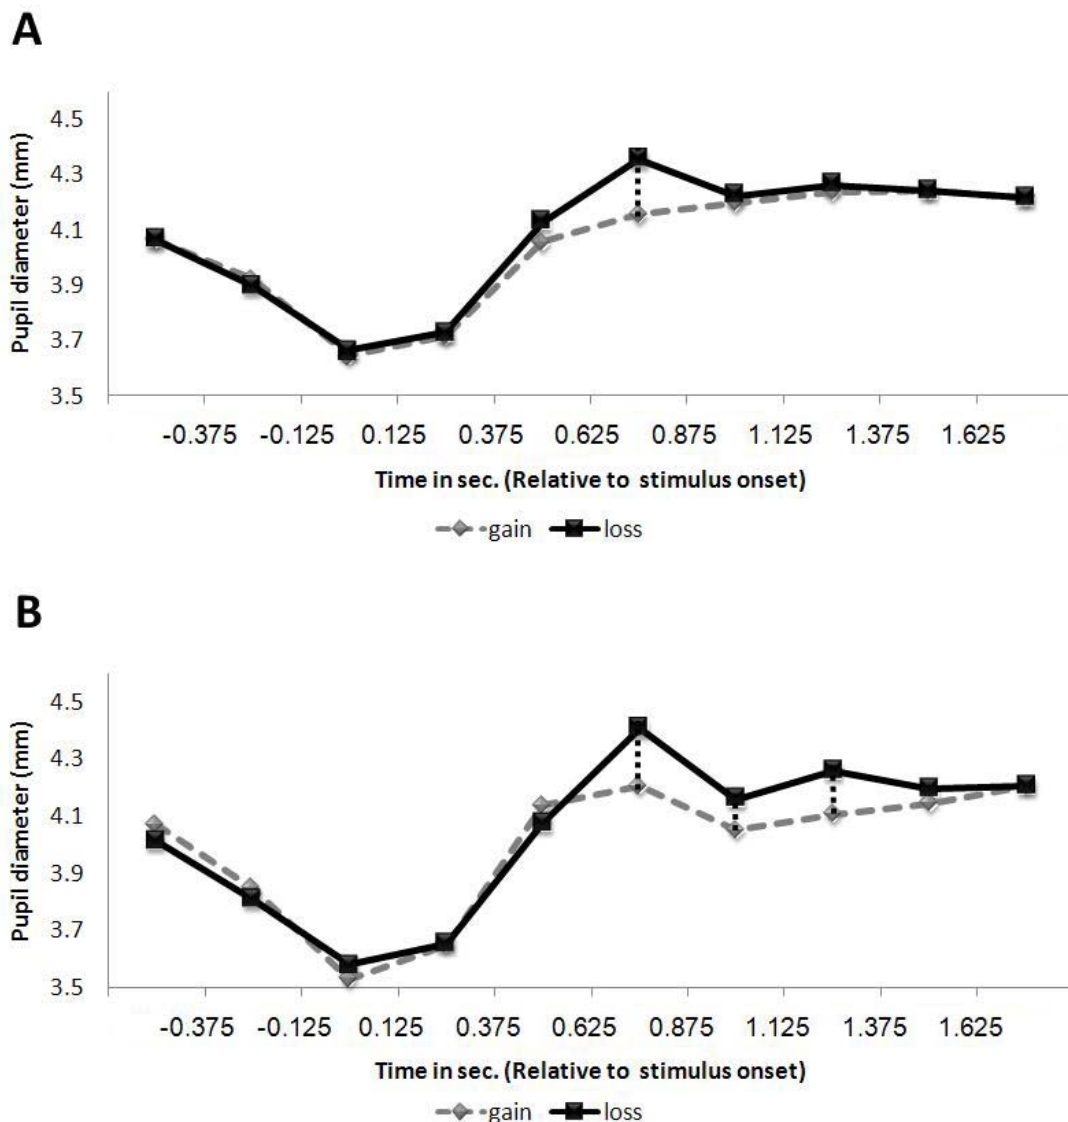 A
4.5
4.3
4.1
3.9
3.7
3.5
Pupil diameter (mm)
-0.375 -0.125 0.125 0.375 0.625 0.875 1.125 1.375 1.625
Time in sec. (Relative to stimulus onset)
gain loss
B
4.5
4.3
4.1
3.9
3.7
3.5
Pupil diameter (mm)
-0.375 -0.125 0.125 0.375 0.625 0.875 1.125 1.375 1.625
Time in sec. (Relative to stimulus onset)
gain loss